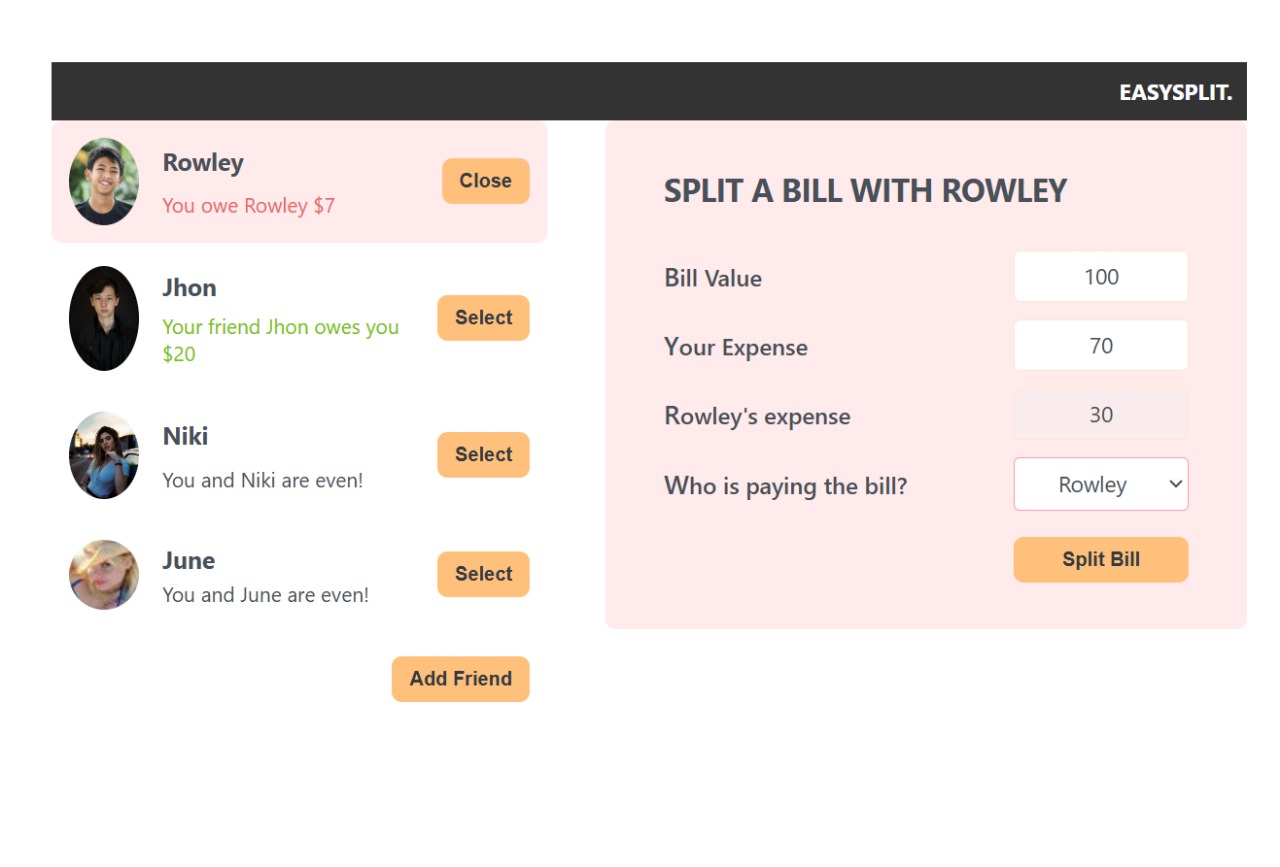 EASYSPLIT.
Rowley
You owe Rowley $7
Close
Jhon
Your friend Jhon owes you
$20
Select
Niki
You and Niki are even!
Select
June
You and June are even!
Select
Add Friend
SPLIT A BILL WITH ROWLEY
Bill Value
100
Your Expense
70
Rowley's expense
30
Who is paying the bill?
Rowley
Split Bill